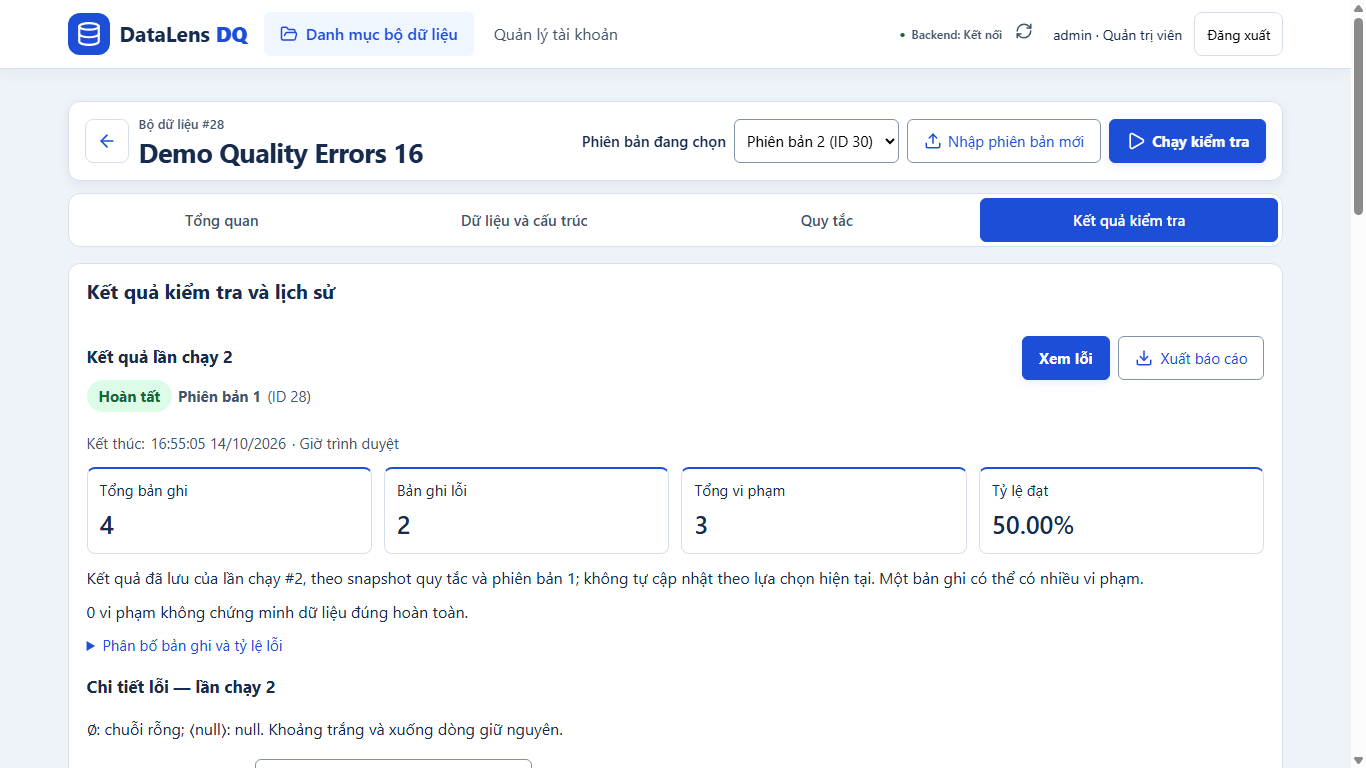 DataLens DQ
Danh mục bộ dữ liệu
Quản lý tài khoản
• Backend: Kết nối
admin · Quản trị viên
Đăng xuất
Bộ dữ liệu #28
Demo Quality Errors 16
Phiên bản đang chọn
Phiên bản 2 (ID 30)
Nhập phiên bản mới
Chạy kiểm tra
Tổng quan
Dữ liệu và cấu trúc
Quy tắc
Kết quả kiểm tra
Kết quả kiểm tra và lịch sử
Kết quả lần chạy 2
Xem lỗi
Xuất báo cáo
Hoàn tất
Phiên bản 1 (ID 28)
Kết thúc: 16:55:05 14/10/2026 · Giờ trình duyệt
Tổng bản ghi
4
Bản ghi lỗi
2
Tổng vi phạm
3
Tỷ lệ đạt
50.00%
Kết quả đã lưu của lần chạy #2, theo snapshot quy tắc và phiên bản 1; không tự cập nhật theo lựa chọn hiện tại. Một bản ghi có thể có nhiều vi phạm.
0 vi phạm không chứng minh dữ liệu đúng hoàn toàn.
Phân bố bản ghi và tỷ lệ lỗi
Chi tiết lỗi — lần chạy 2
∅: chuỗi rỗng; ⟨null⟩: null. Khoảng trắng và xuống dòng giữ nguyên.